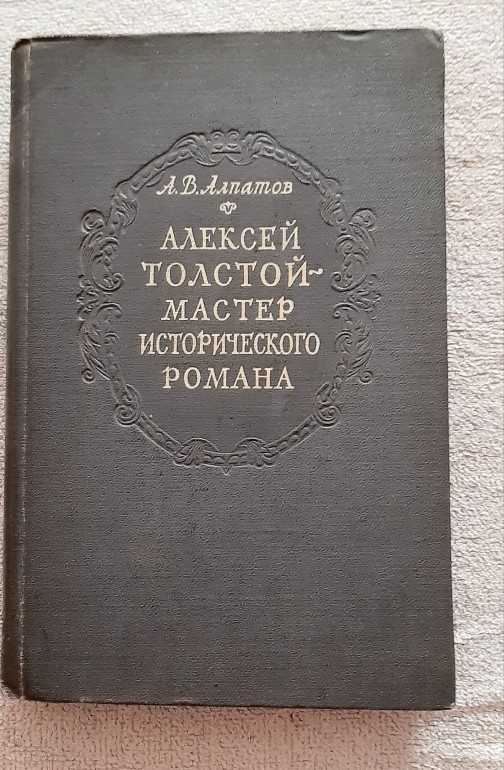 А. В. Алпатов
АЛЕКСЕЙ
ТОЛСТОЙ~
МАСТЕР
ИСТОРИЧЕСКОГО
РОМАНА